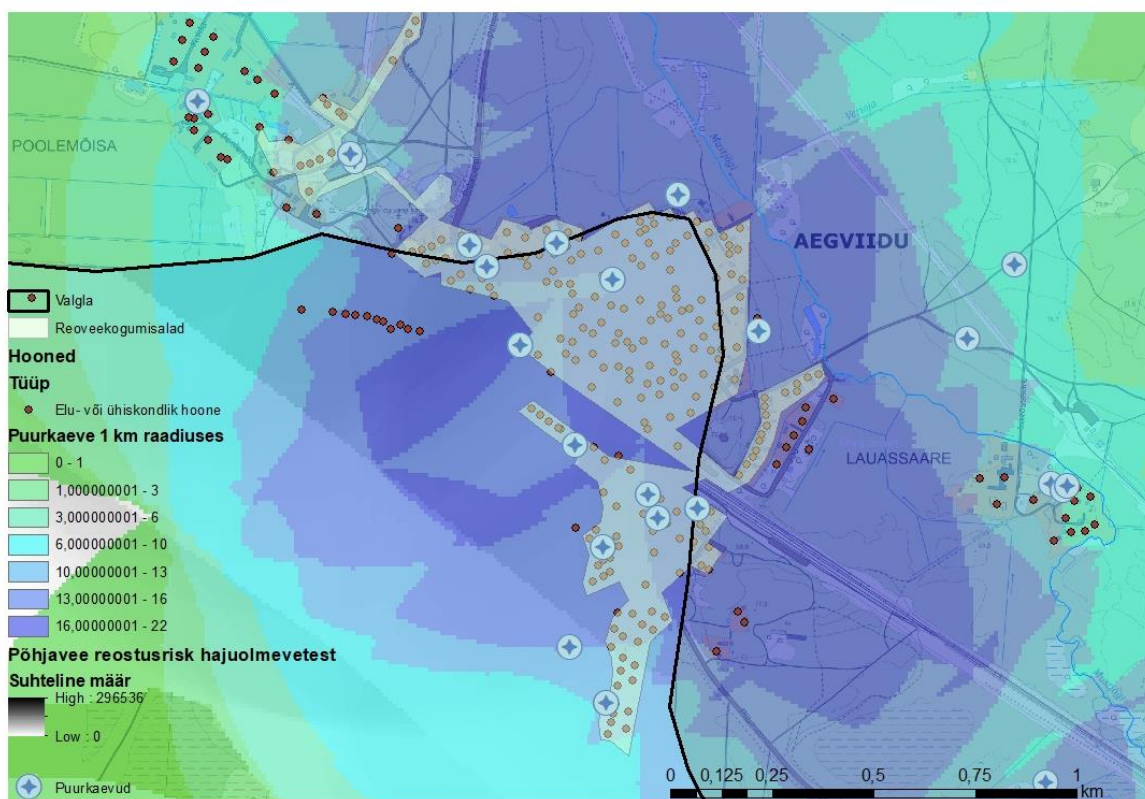 POOLEMÕISA
AEGVIIDU
LAUASSAARE
Valgla
Reoveekogumisalad
Hooned
Tüüp
Elu- või ühiskondlik hoone
Puurkaeve 1 km raadiuses
0 - 1
1,000000001 - 3
3,000000001 - 6
6,000000001 - 10
10,00000001 - 13
13,00000001 - 16
16,00000001 - 22
Põhjavee reostusrisk hajuolmevetest
Suhteline määr
High : 296536
Low : 0
Puurkaevud
0 0,125 0,25 0,5 0,75 1
km